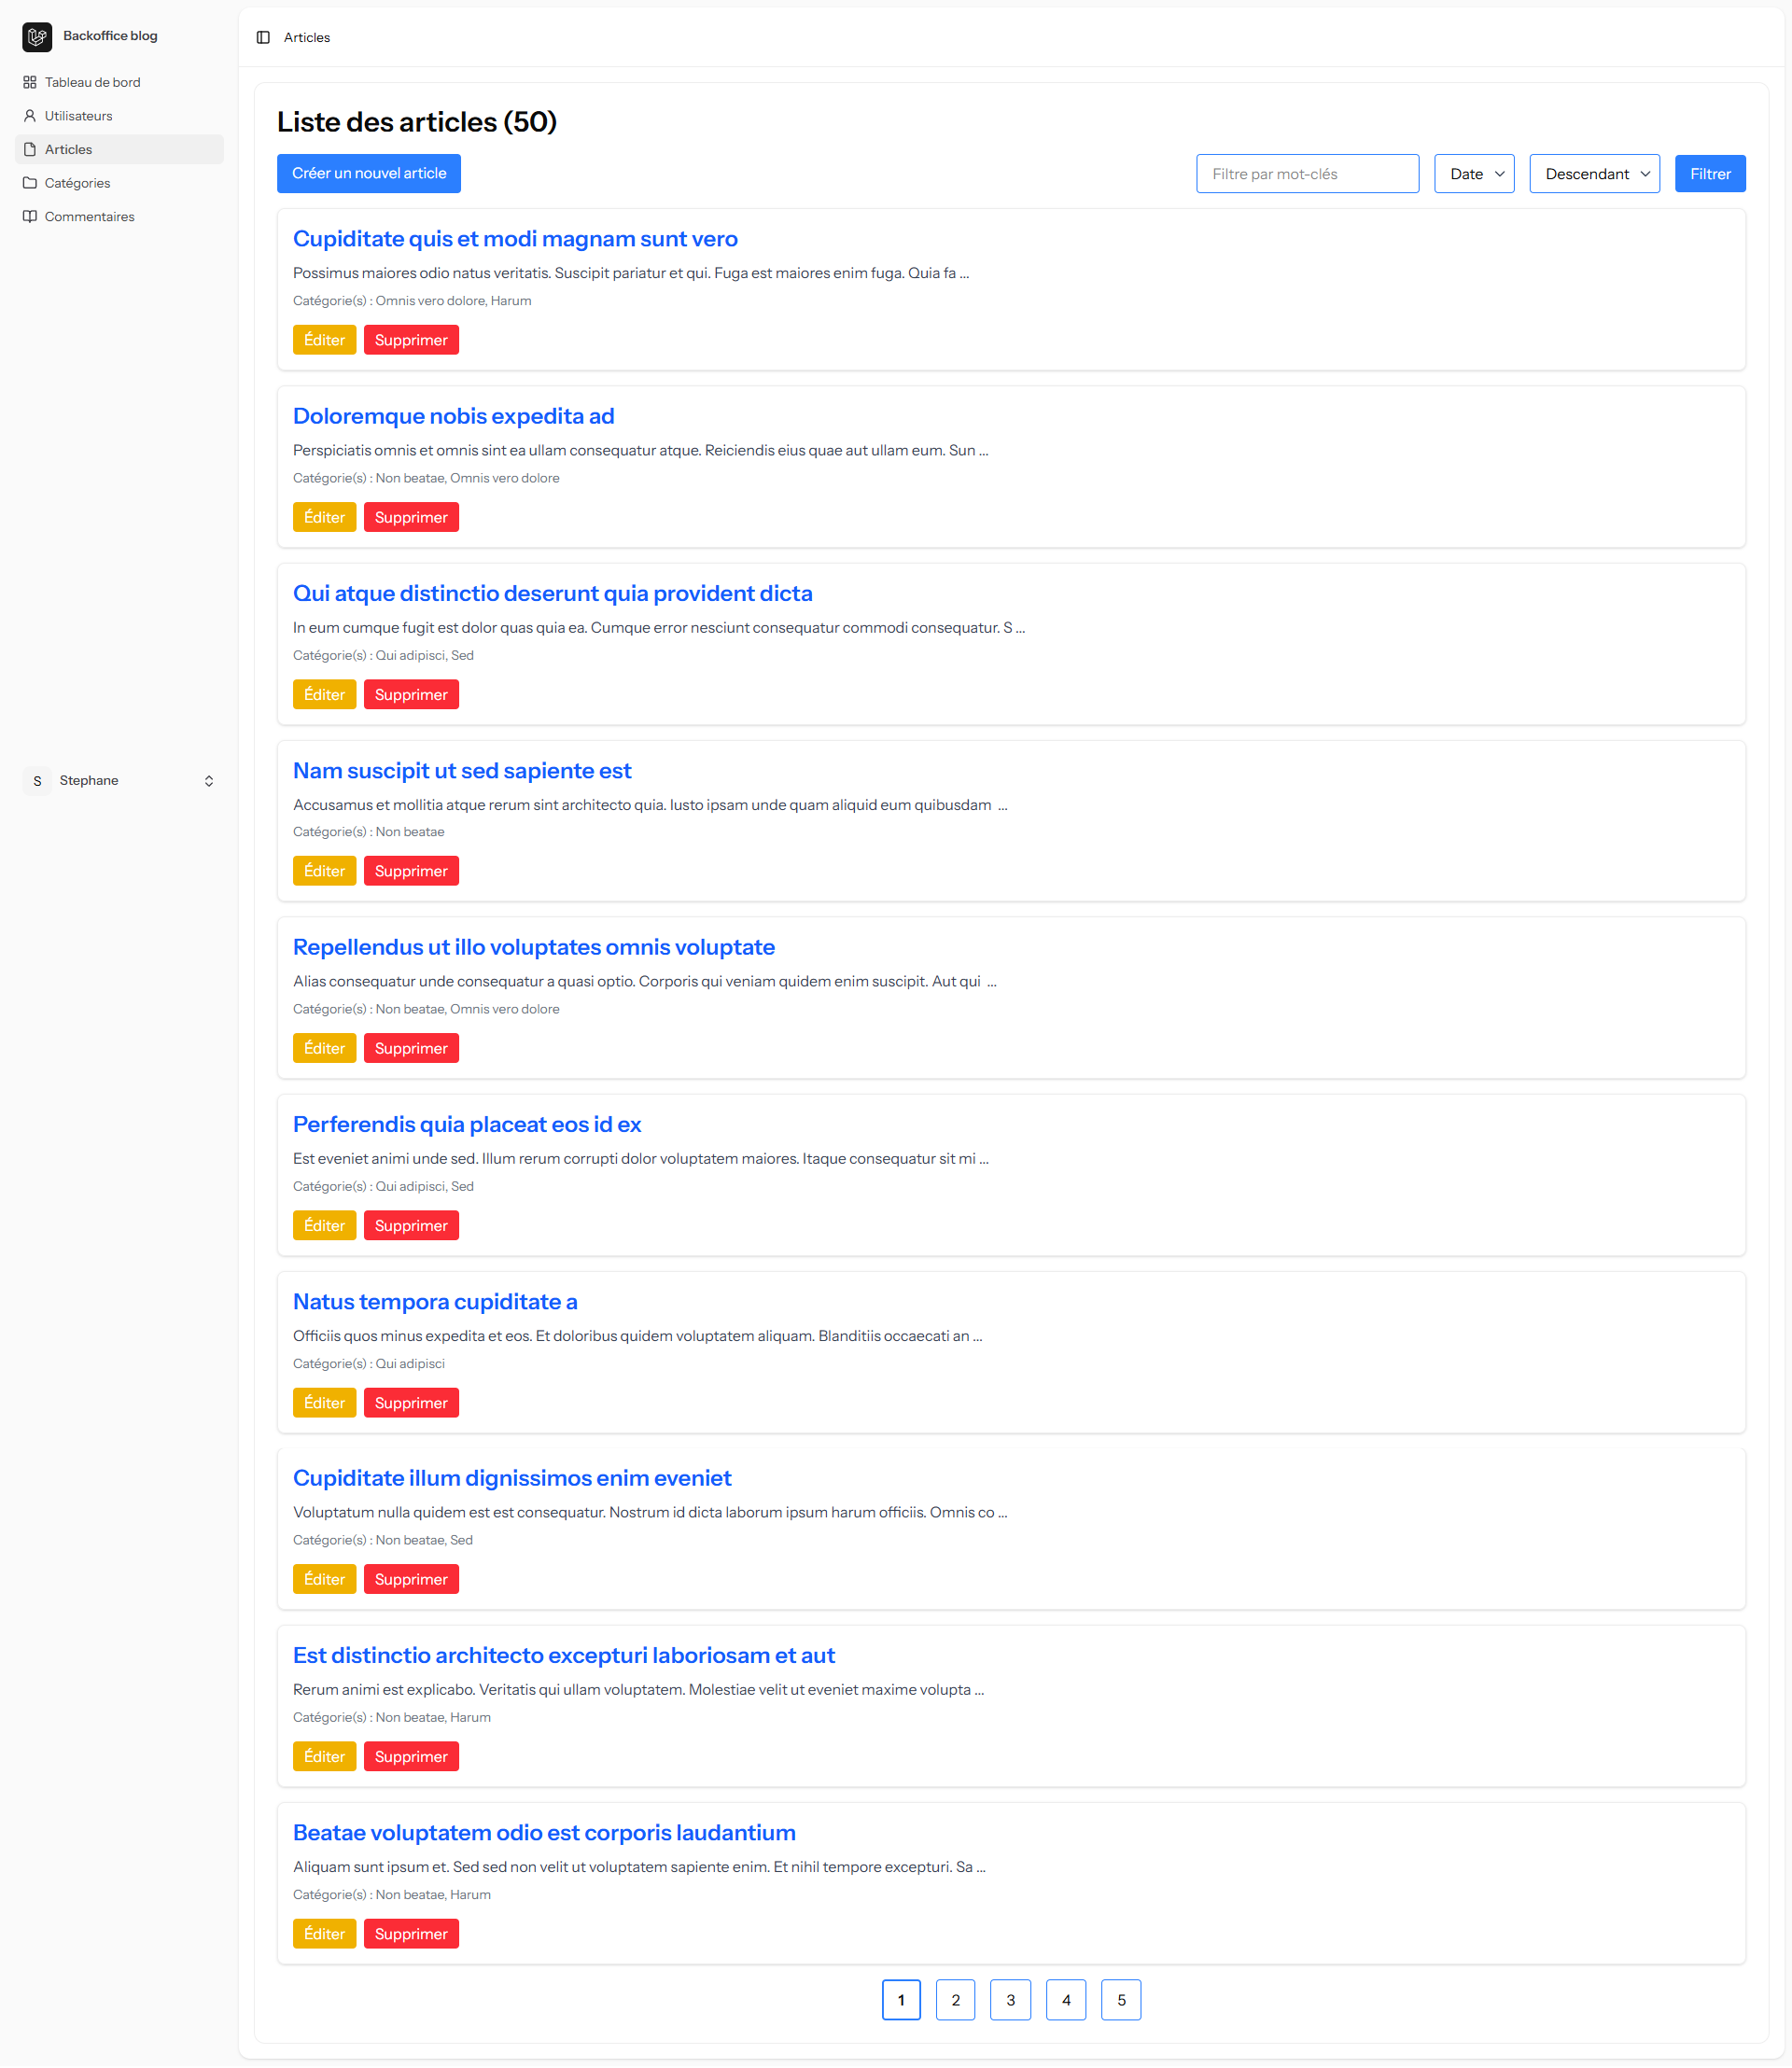 Backoffice blog
Tableau de bord
Utilisateurs
Articles
Catégories
Commentaires
S Stephane
Articles
Liste des articles (50)
Créer un nouvel article Filtre par mot-clés Date Descendant Filtrer
Cupiditate quis et modi magnam sunt vero
Possimus maiores odio natus veritatis. Suscipit pariatur et qui. Fuga est maiores enim fuga. Quia fa ...
Catégorie(s) : Omnis vero dolore, Harum
Éditer Supprimer
Doloremque nobis expedita ad
Perspiciatis omnis et omnis sint ea ullam consequatur atque. Reiciendis eius quae aut ullam eum. Sun ...
Catégorie(s) : Non beatae, Omnis vero dolore
Éditer Supprimer
Qui atque distinctio deserunt quia provident dicta
In eum cumque fugit est dolor quas quia ea. Cumque error nesciunt consequatur commodi consequatur. S ...
Catégorie(s) : Qui adipisci, Sed
Éditer Supprimer
Nam suscipit ut sed sapiente est
Accusamus et mollitia atque rerum sint architecto quia. Iusto ipsam unde quam aliquid eum quibusdam ...
Catégorie(s) : Non beatae
Éditer Supprimer
Repellendus ut illo voluptates omnis voluptate
Alias consequatur unde consequatur a quasi optio. Corporis qui veniam quidem enim suscipit. Aut qui ...
Catégorie(s) : Non beatae, Omnis vero dolore
Éditer Supprimer
Perferendis quia placeat eos id ex
Est eveniet animi unde sed. Illum rerum corrupti dolor voluptatem maiores. Itaque consequatur sit mi ...
Catégorie(s) : Qui adipisci, Sed
Éditer Supprimer
Natus tempora cupiditate a
Officiis quos minus expedita et eos. Et doloribus quidem voluptatem aliquam. Blanditiis occaecati an ...
Catégorie(s) : Qui adipisci
Éditer Supprimer
Cupiditate illum dignissimos enim eveniet
Voluptatum nulla quidem est est consequatur. Nostrum id dicta laborum ipsum harum officiis. Omnis co ...
Catégorie(s) : Non beatae, Sed
Éditer Supprimer
Est distinctio architecto excepturi laboriosam et aut
Rerum animi est explicabo. Veritatis qui ullam voluptatem. Molestiae velit ut eveniet maxime volupta ...
Catégorie(s) : Non beatae, Harum
Éditer Supprimer
Beatae voluptatem odio est corporis laudantium
Aliquam sunt ipsum et. Sed sed non velit ut voluptatem sapiente enim. Et nihil tempore excepturi. Sa ...
Catégorie(s) : Non beatae, Harum
Éditer Supprimer
1 2 3 4 5